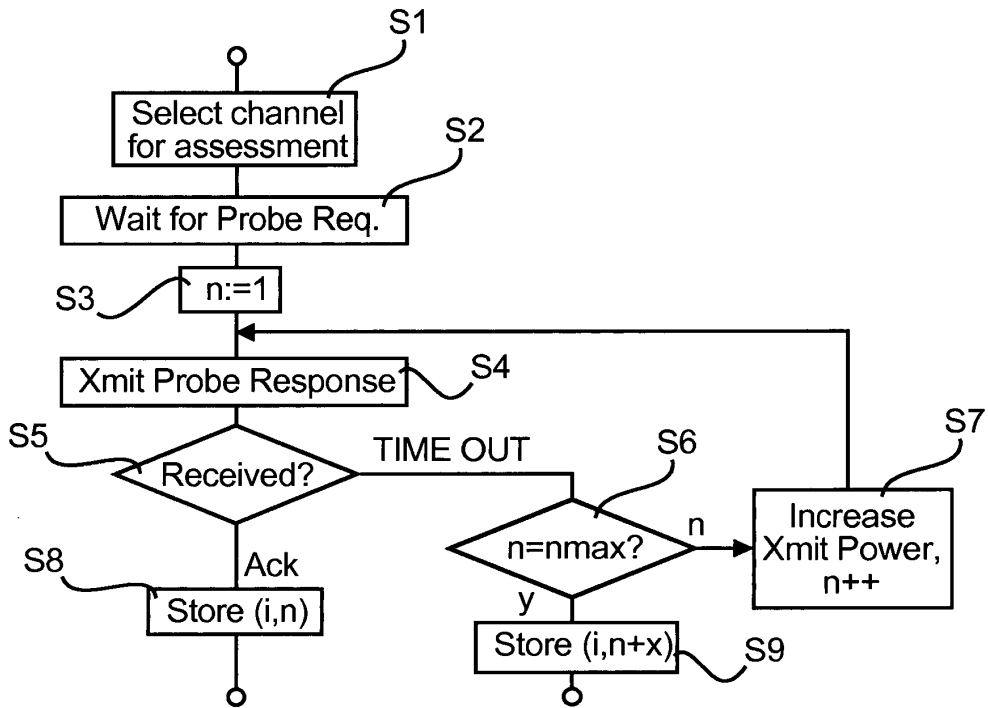 S1
Select channel
for assessment
S2
Wait for Probe Req.
S3
n:=1
Xmit Probe Response
S4
S5
Received?
TIME OUT
S6
n=nmax?
n
S7
Increase
Xmit Power,
n++
Ack
S8
Store (i,n)
y
Store (i,n+x)
S9